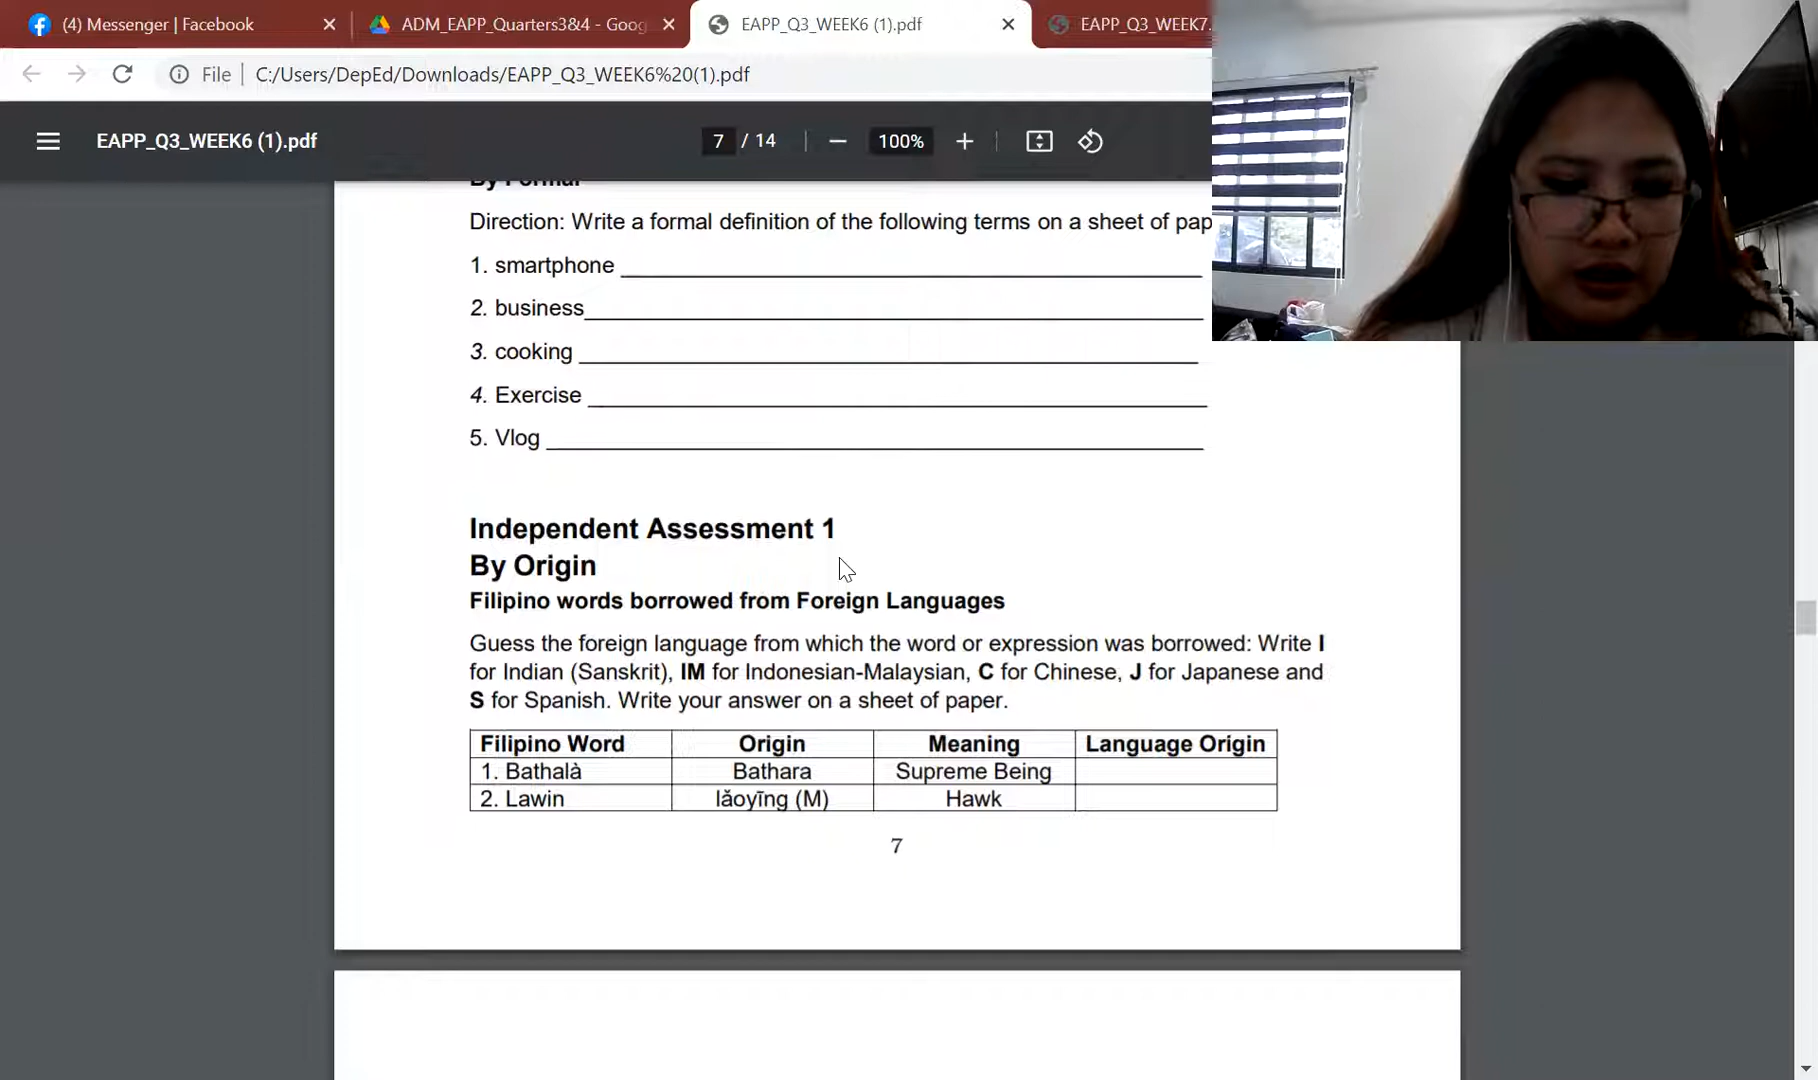 (4) Messenger | Facebook
ADM_EAPP_Quarters3&4 - Goog
EAPP_Q3_WEEK6 (1).pdf
EAPP_Q3_WEEK7.
File
C:/Users/DepEd/Downloads/EAPP_Q3_WEEK6%20(1).pdf
EAPP_Q3_WEEK6 (1).pdf
7 / 14
100%
By Formal
Direction: Write a formal definition of the following terms on a sheet of pap
1. smartphone
2. business
3. cooking
4. Exercise
5. Vlog
Independent Assessment 1
By Origin
Filipino words borrowed from Foreign Languages
Guess the foreign language from which the word or expression was borrowed: Write I
for Indian (Sanskrit), IM for Indonesian-Malaysian, C for Chinese, J for Japanese and
S for Spanish. Write your answer on a sheet of paper.
Filipino Word Origin Meaning Language Origin
1. Bathalà Bathara Supreme Being
2. Lawin lǎoyīng (M) Hawk
7